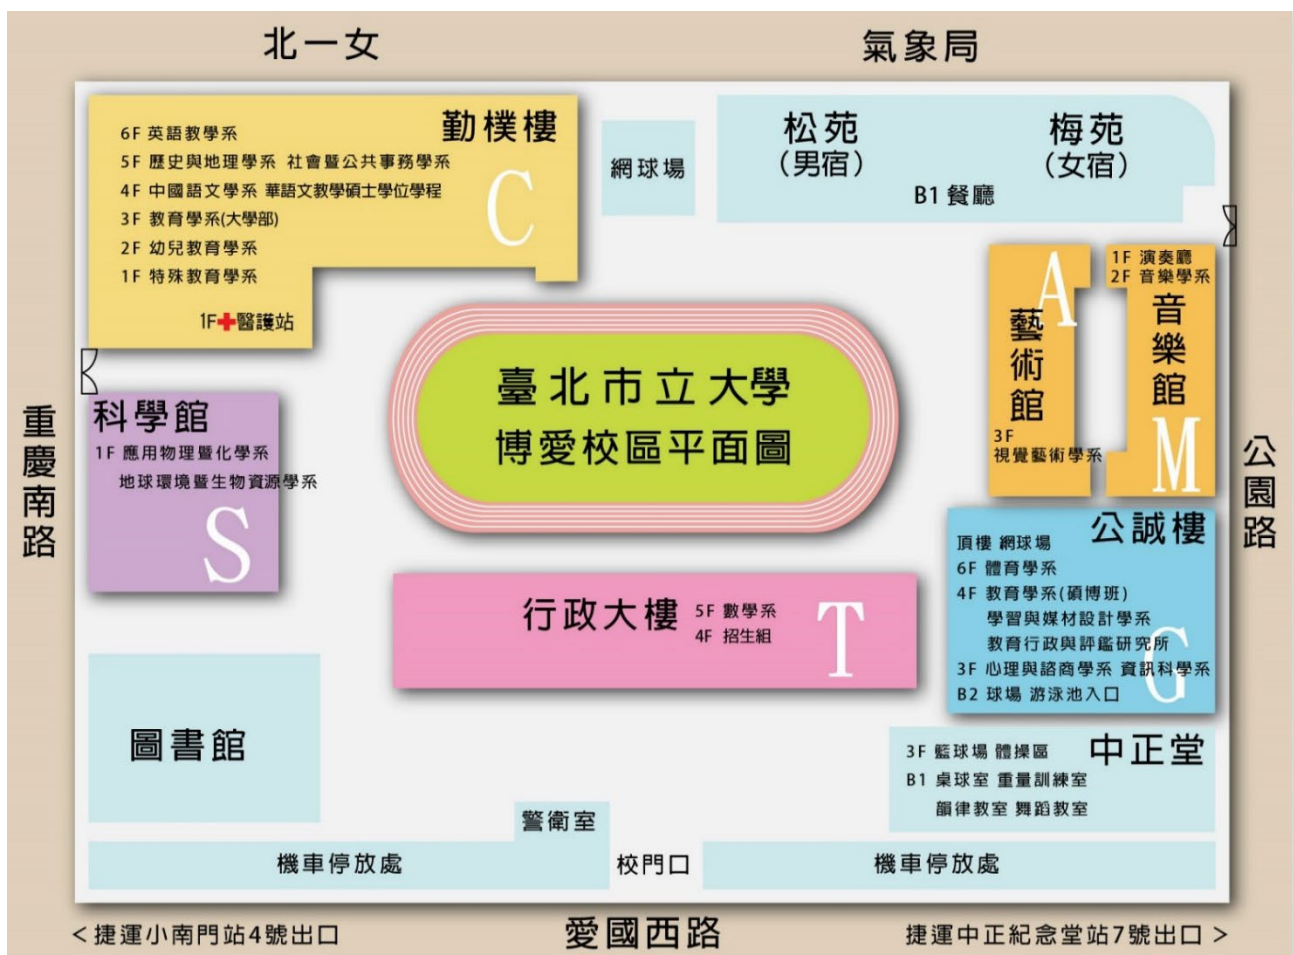 北一女
氣象局
勤樸樓
6F 英語教學系
5F 歷史與地理學系 社會暨公共事務學系
4F 中國語文學系 華語文教學碩士學位學程
3F 教育學系(大學部)
2F 幼兒教育學系
1F 特殊教育學系
C
1F✚醫護站
網球場
松苑
(男宿)
梅苑
(女宿)
B1 餐廳
A
藝術館
3F
視覺藝術學系
1F 演奏廳
2F 音樂學系
音樂館
M
臺北市立大學
博愛校區平面圖
重慶南路
科學館
1F 應用物理暨化學系
地球環境暨生物資源學系
S
公園路
公誠樓
頂樓 網球場
6F 體育學系
4F 教育學系(碩博班)
學習與媒材設計學系
教育行政與評鑑研究所
3F 心理與諮商學系 資訊科學系
B2 球場 游泳池入口
G
行政大樓
5F 數學系
4F 招生組
T
圖書館
中正堂
3F 籃球場 體操區
B1 桌球室 重量訓練室
韻律教室 舞蹈教室
警衛室
機車停放處
校門口
機車停放處
<捷運小南門站4號出口
愛國西路
捷運中正紀念堂站7號出口>